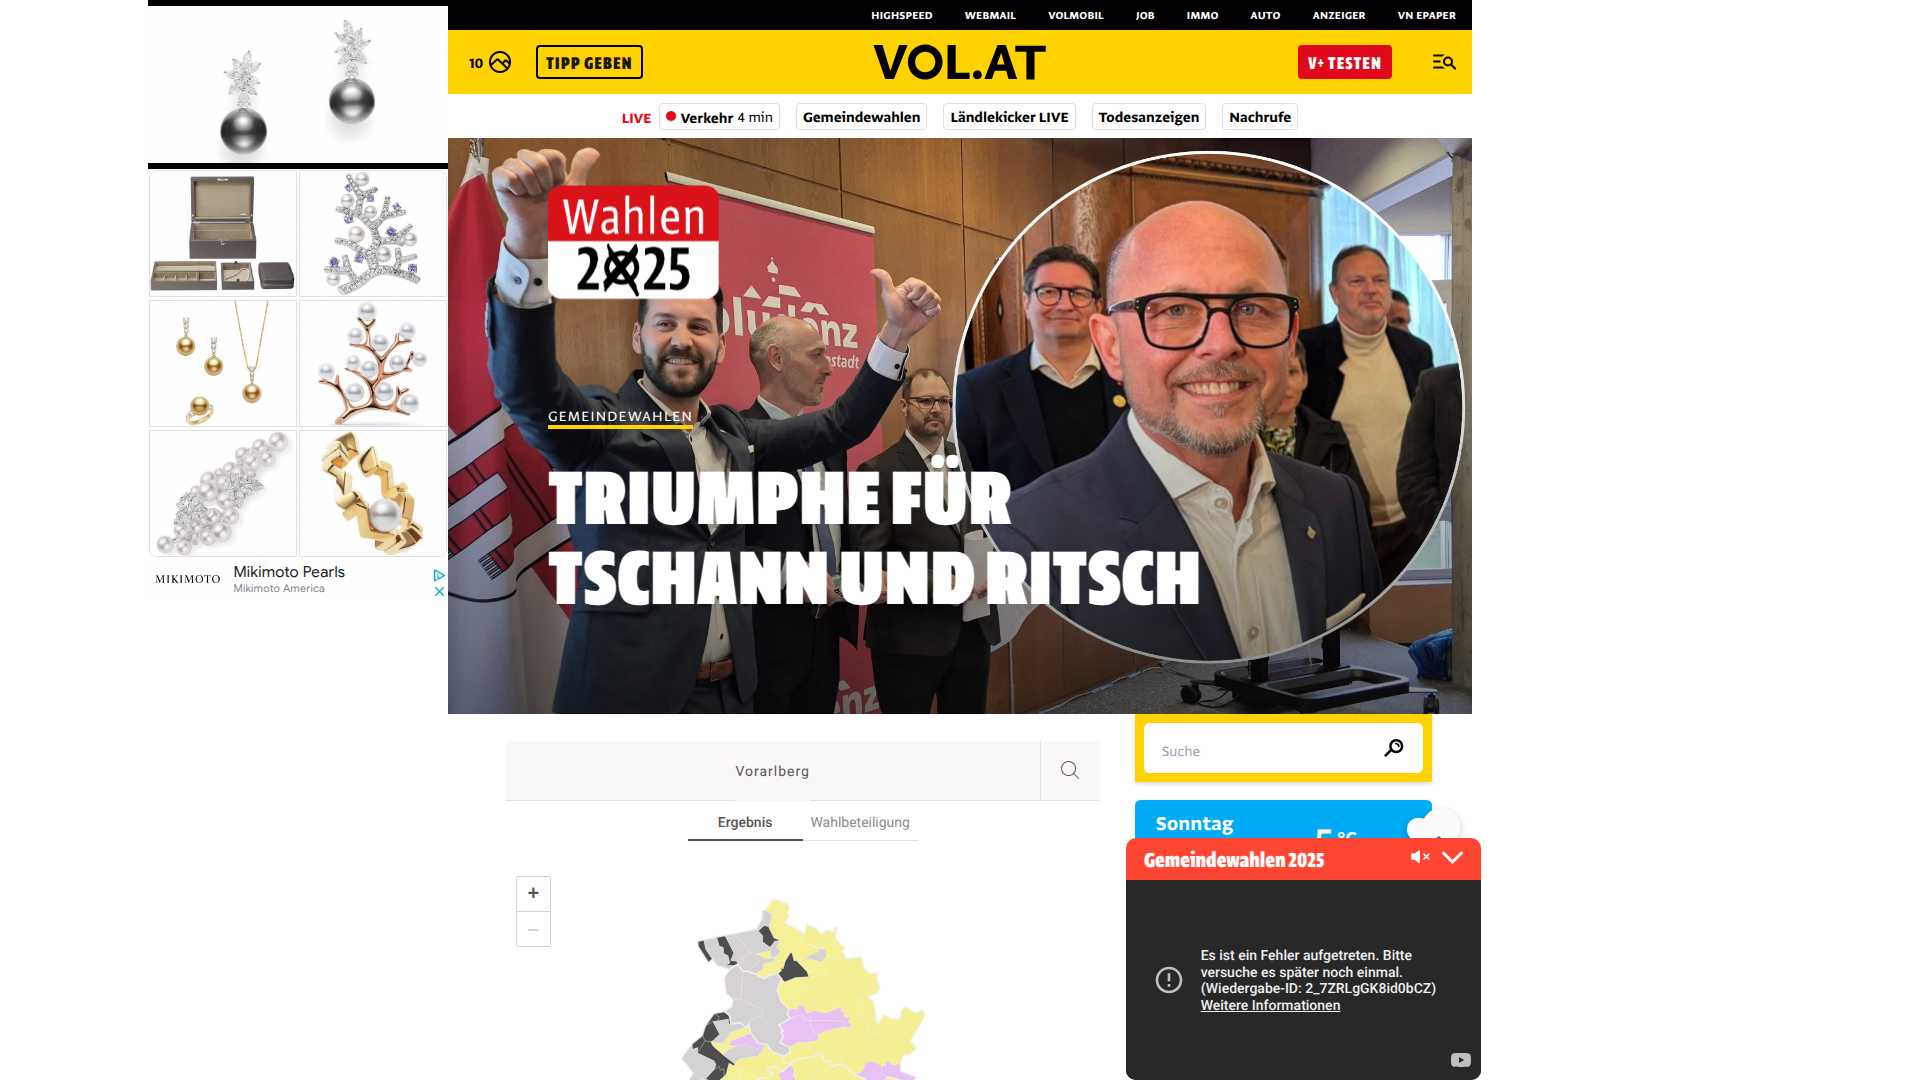 HIGHSPEED WEBMAIL VOLMOBIL JOB IMMO AUTO ANZEIGER VN EPAPER
10 TIPP GEBEN VOL.AT V+ TESTEN
LIVE Verkehr 4 min Gemeindewahlen Ländlekicker LIVE Todesanzeigen Nachrufe
Wahlen
2025
GEMEINDEWAHLEN
TRIUMPHE FÜR
TSCHANN UND RITSCH
MIKIMOTO
Mikimoto Pearls
Mikimoto America
Suche
Vorarlberg
Ergebnis Wahlbeteiligung
+
−
Sonntag
Gemeindewahlen 2025
Es ist ein Fehler aufgetreten. Bitte
versuche es später noch einmal.
(Wiedergabe-ID: 2_7ZRLgGK8id0bCZ)
Weitere Informationen